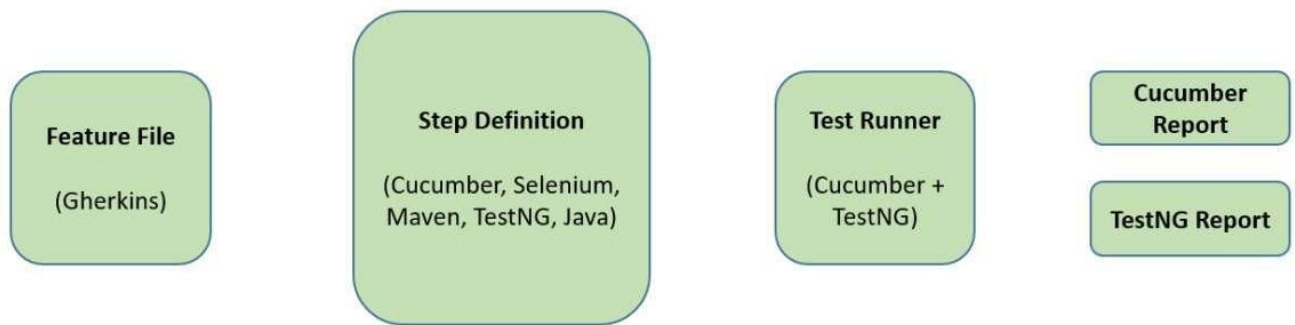 Feature File
(Gherkins)
Step Definition
(Cucumber, Selenium,
Maven, TestNG, Java)
Test Runner
(Cucumber +
TestNG)
Cucumber
Report
TestNG Report